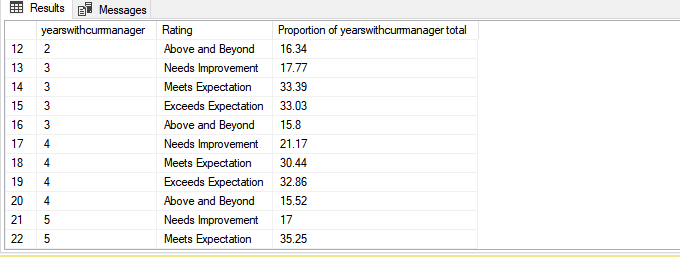 Results Messages
yearswithcurrmanager Rating Proportion of yearswithcurrmanager total
12 2 Above and Beyond 16.34
13 3 Needs Improvement 17.77
14 3 Meets Expectation 33.39
15 3 Exceeds Expectation 33.03
16 3 Above and Beyond 15.8
17 4 Needs Improvement 21.17
18 4 Meets Expectation 30.44
19 4 Exceeds Expectation 32.86
20 4 Above and Beyond 15.52
21 5 Needs Improvement 17
22 5 Meets Expectation 35.25